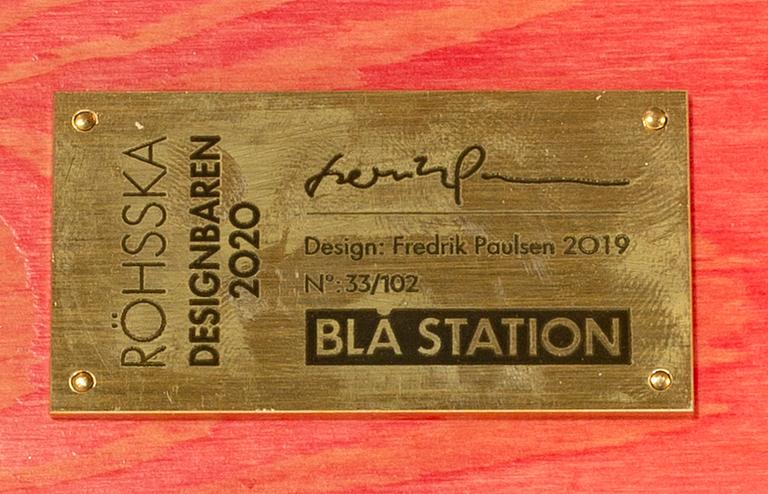 RÖHSSKA
DESIGNBAREN
2020
Design: Fredrik Paulsen 2019
N°: 33/102
BLÅ STATION